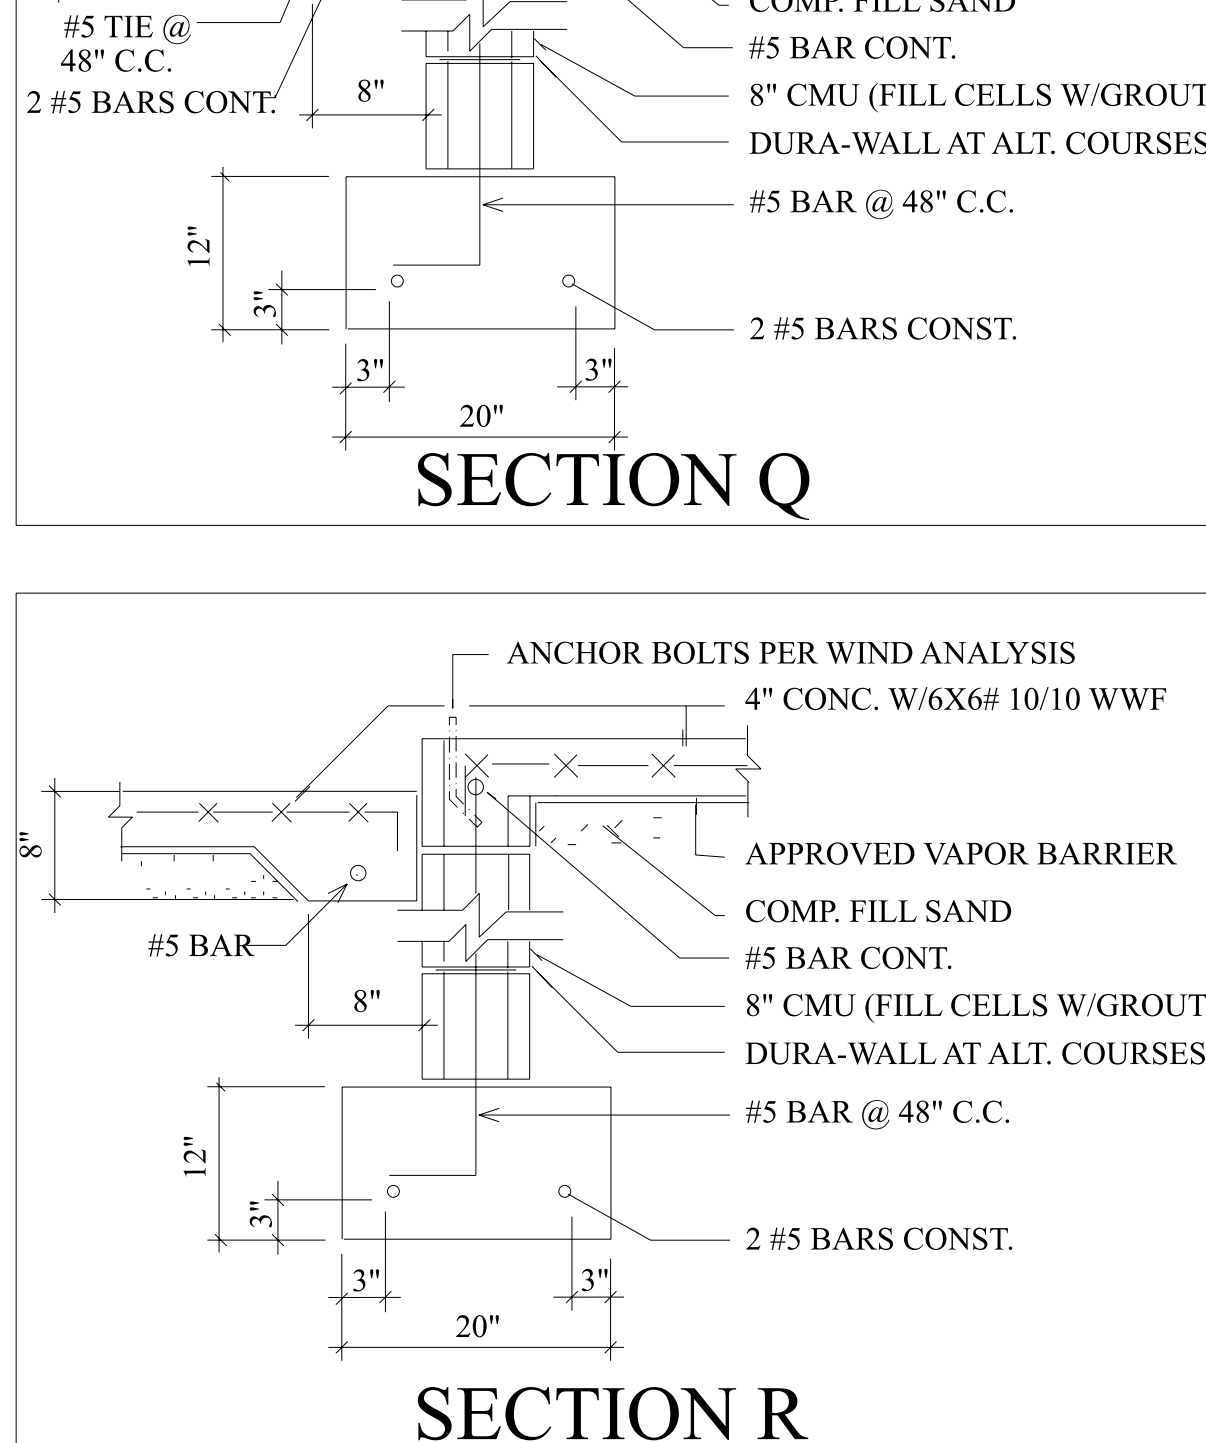 COMP. FILL SAND
#5 TIE @
48" C.C.
#5 BAR CONT.
2 #5 BARS CONT.
8"
8" CMU (FILL CELLS W/GROUT
DURA-WALL AT ALT. COURSES
#5 BAR @ 48" C.C.
12"
3"
2 #5 BARS CONST.
3"
3"
20"
SECTION Q
ANCHOR BOLTS PER WIND ANALYSIS
4" CONC. W/6X6# 10/10 WWF
8"
APPROVED VAPOR BARRIER
COMP. FILL SAND
#5 BAR
#5 BAR CONT.
8"
8" CMU (FILL CELLS W/GROUT
DURA-WALL AT ALT. COURSES
#5 BAR @ 48" C.C.
12"
3"
2 #5 BARS CONST.
3"
3"
20"
SECTION R